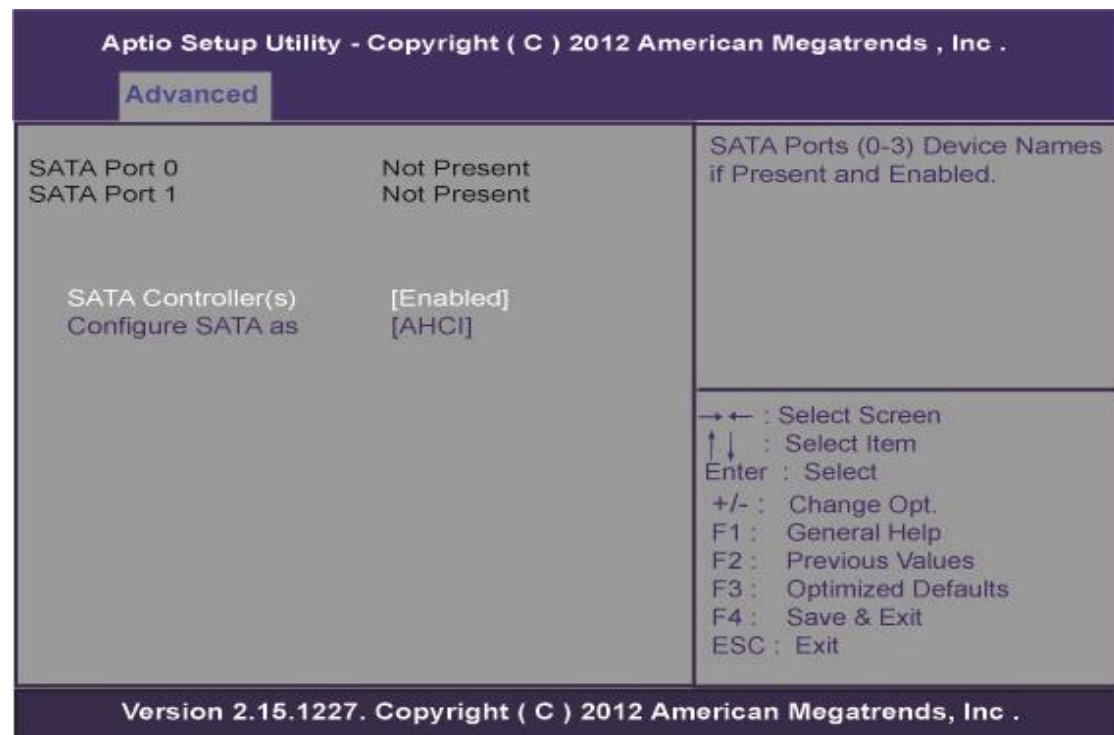 Aptio Setup Utility - Copyright ( C ) 2012 American Megatrends , Inc .
Advanced
SATA Port 0 Not Present
SATA Port 1 Not Present
SATA Controller(s) [Enabled]
Configure SATA as [AHCI]
SATA Ports (0-3) Device Names
if Present and Enabled.
→ ← : Select Screen
↑↓ : Select Item
Enter : Select
+/- : Change Opt.
F1 : General Help
F2 : Previous Values
F3 : Optimized Defaults
F4 : Save & Exit
ESC : Exit
Version 2.15.1227. Copyright ( C ) 2012 American Megatrends, Inc .